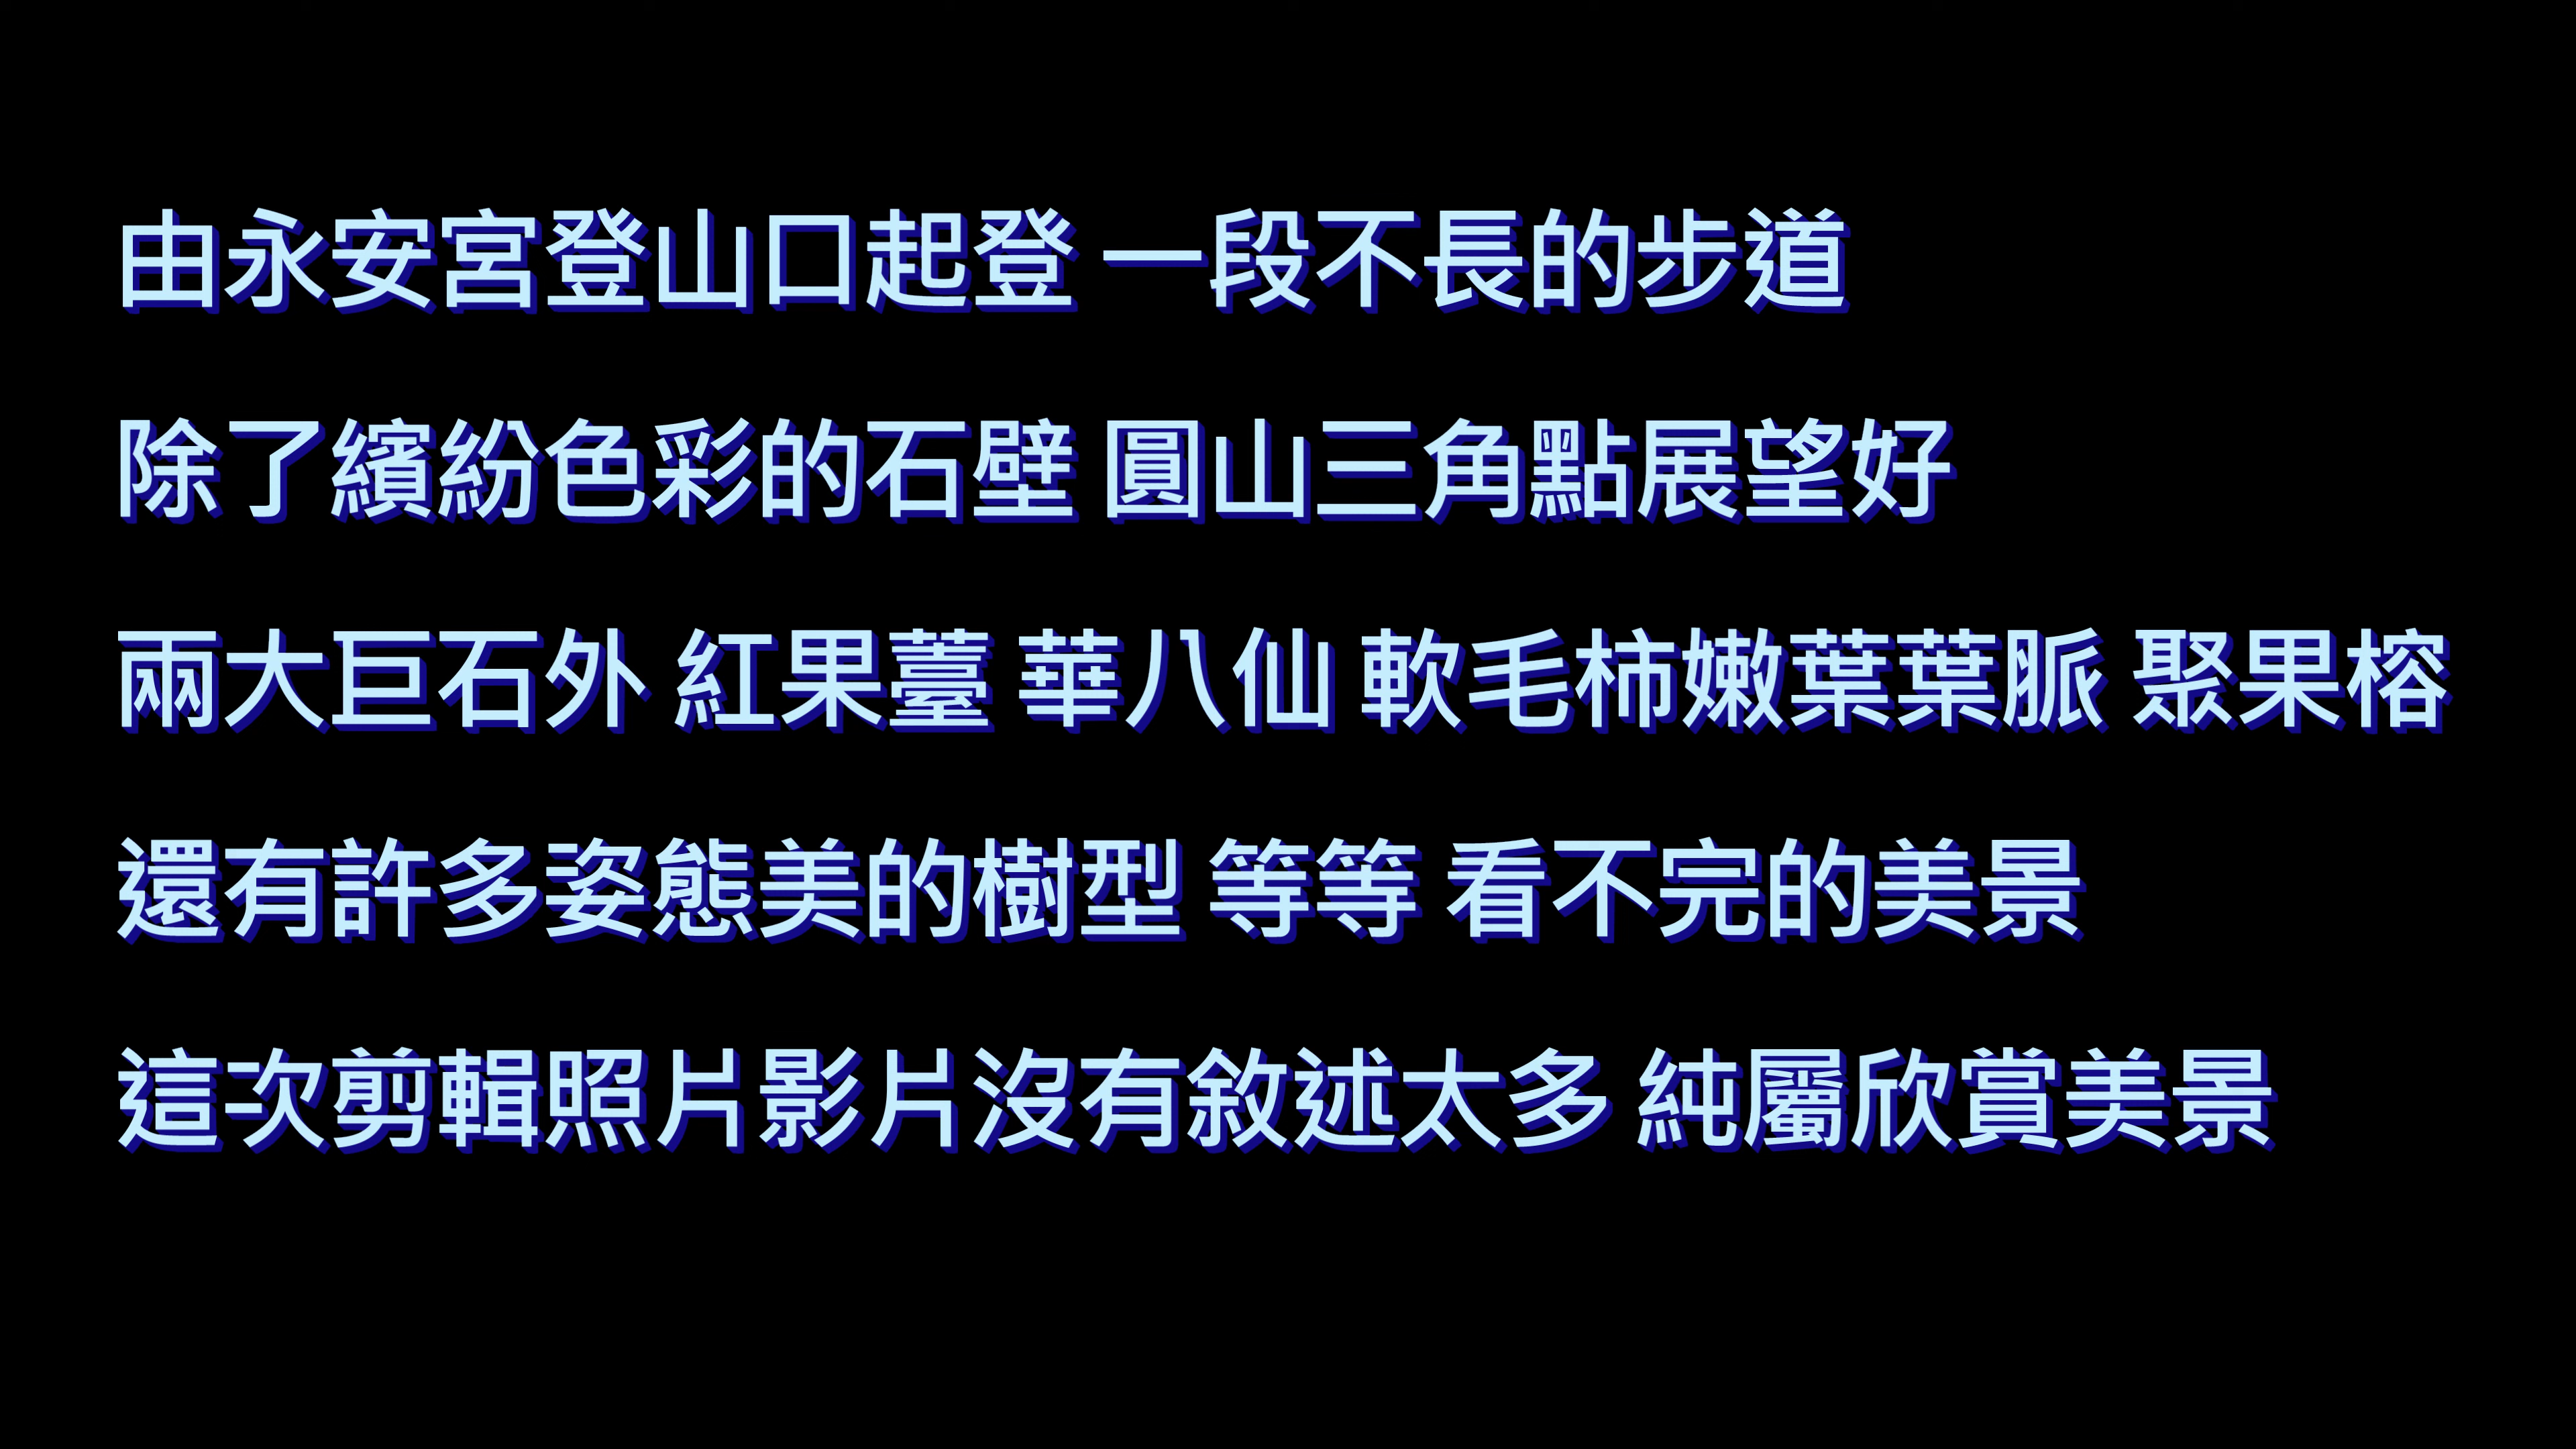 由永安宮登山口起登 一段不長的步道
除了繽紛色彩的石壁 圓山三角點展望好
兩大巨石外 紅果薹 華八仙 軟毛柿嫩葉葉脈 聚果榕
還有許多姿態美的樹型 等等 看不完的美景
這次剪輯照片影片沒有敘述太多 純屬欣賞美景